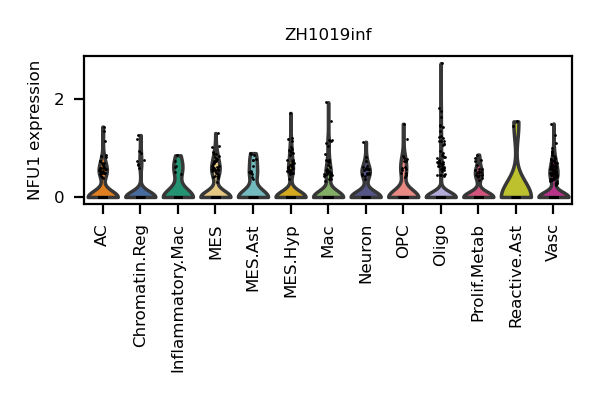 ZH1019inf
NFU1 expression
2
0
AC
Chromatin.Reg
Inflammatory.Mac
MES
MES.Ast
MES.Hyp
Mac
Neuron
OPC
Oligo
Prolif.Metab
Reactive.Ast
Vasc